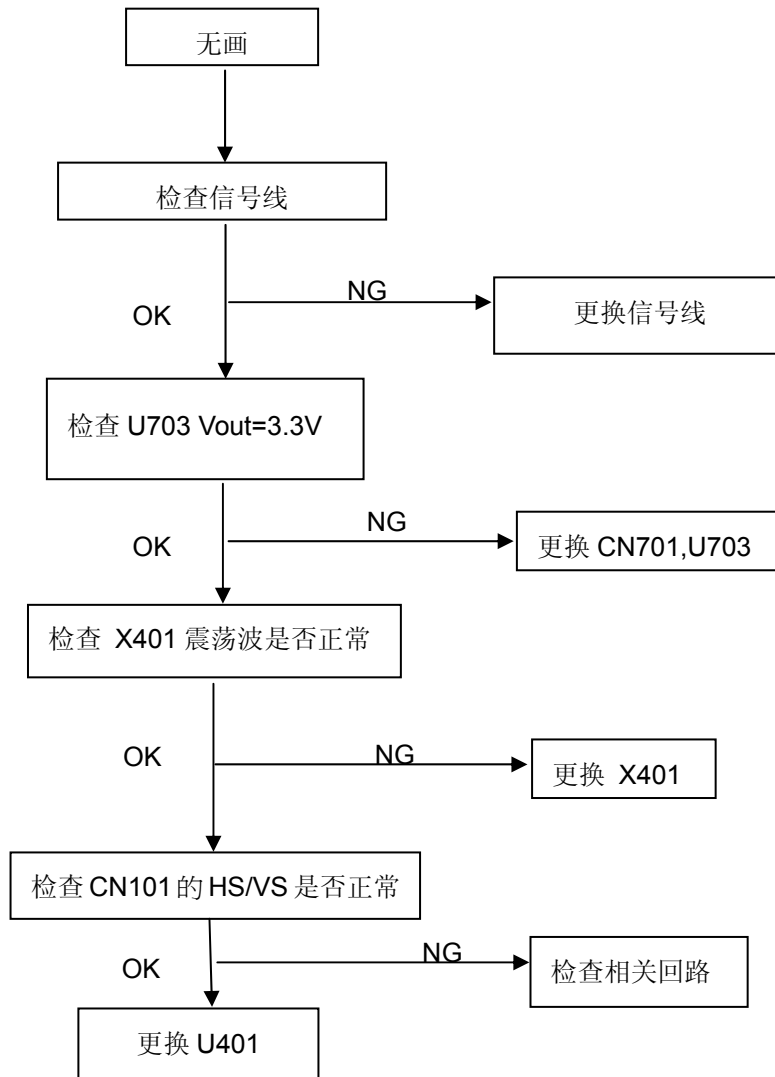 无画
检查信号线
NG
OK
更换信号线
检查 U703 Vout=3.3V
NG
OK
更换 CN701,U703
检查 X401 震荡波是否正常
OK
NG
更换 X401
检查 CN101 的 HS/VS 是否正常
NG
OK
检查相关回路
更换 U401